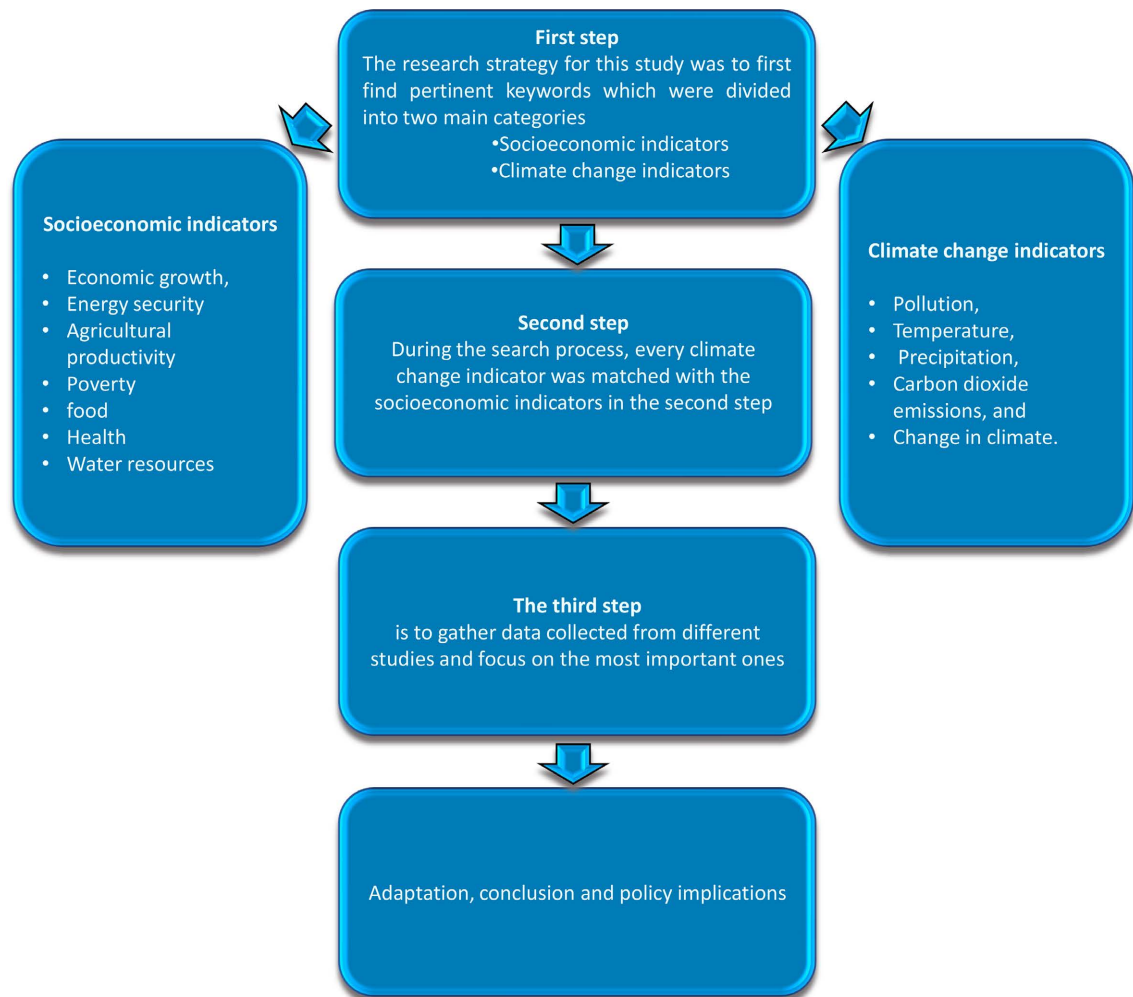 First step
The research strategy for this study was to first
find pertinent keywords which were divided
into two main categories
•Socioeconomic indicators
•Climate change indicators
Socioeconomic indicators
• Economic growth,
• Energy security
• Agricultural
productivity
• Poverty
• food
• Health
• Water resources
Climate change indicators
• Pollution,
• Temperature,
• Precipitation,
• Carbon dioxide
emissions, and
• Change in climate.
Second step
During the search process, every climate
change indicator was matched with the
socioeconomic indicators in the second step
The third step
is to gather data collected from different
studies and focus on the most important ones
Adaptation, conclusion and policy implications